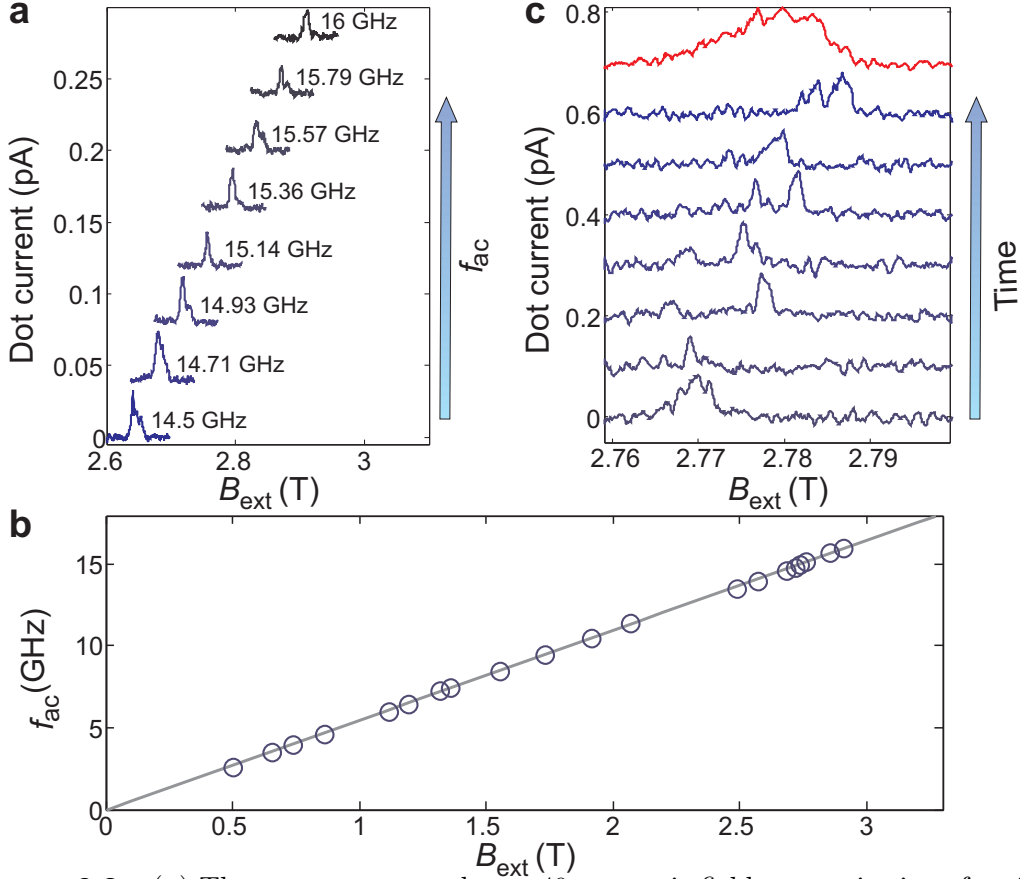 a
16 GHz
15.79 GHz
15.57 GHz
15.36 GHz
15.14 GHz
14.93 GHz
14.71 GHz
14.5 GHz
0.25
0.2
0.15
0.1
0.05
0
Dot current (pA)
2.6
2.8
3
B_ext (T)
f_ac
c
0.8
0.6
0.4
0.2
0
Dot current (pA)
2.76
2.77
2.78
2.79
B_ext (T)
Time
b
15
10
5
0
f_ac (GHz)
0
0.5
1
1.5
2
2.5
3
B_ext (T)